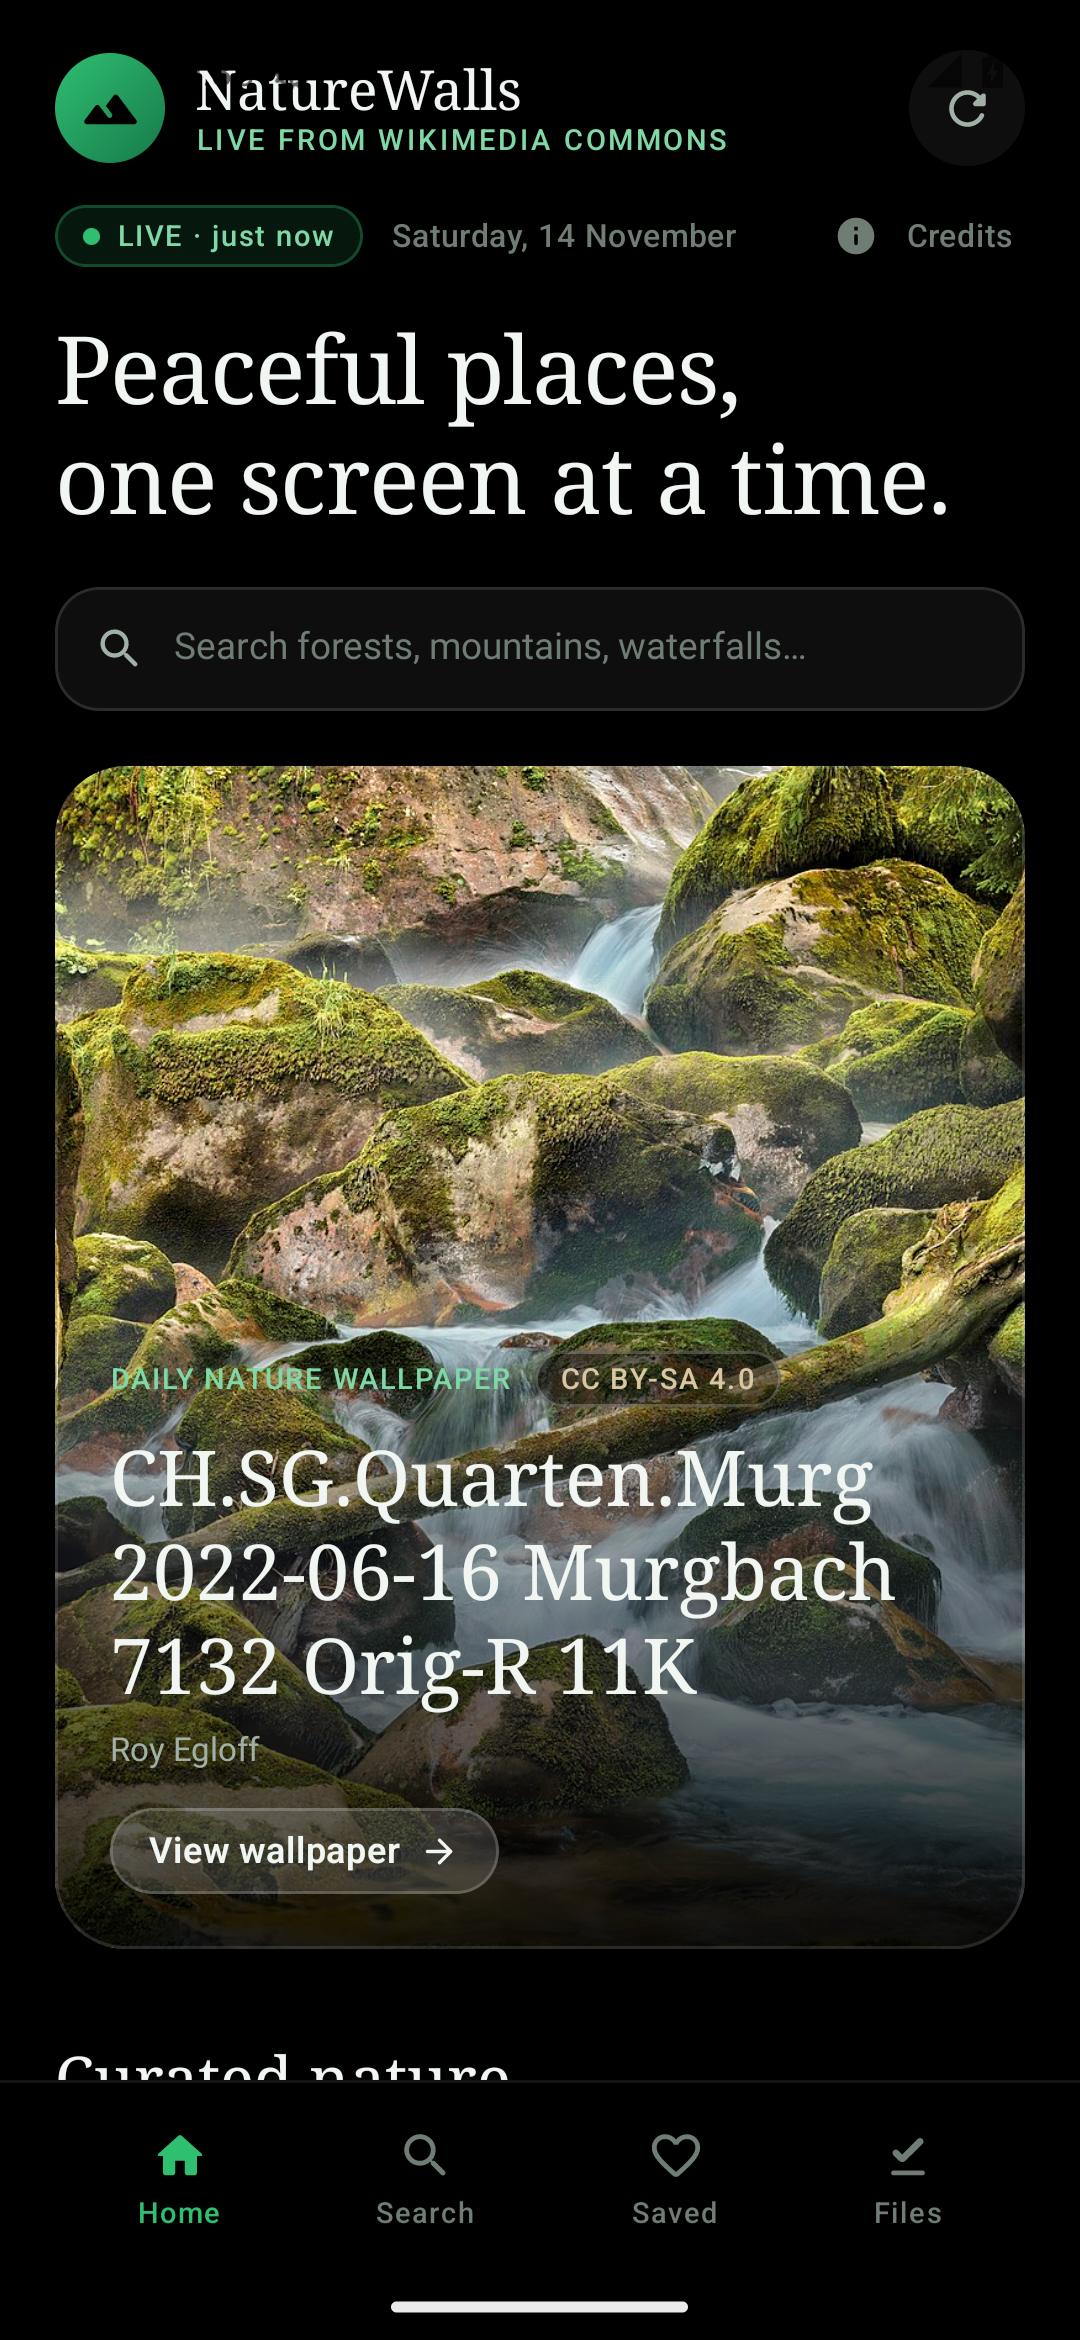 NatureWalls
LIVE FROM WIKIMEDIA COMMONS
LIVE · just now
Saturday, 14 November
Credits
Peaceful places,
one screen at a time.
Search forests, mountains, waterfalls…
DAILY NATURE WALLPAPER
CC BY-SA 4.0
CH.SG.Quarten.Murg
2022-06-16 Murgbach
7132 Orig-R 11K
Roy Egloff
View wallpaper
Curated nature
Home
Search
Saved
Files